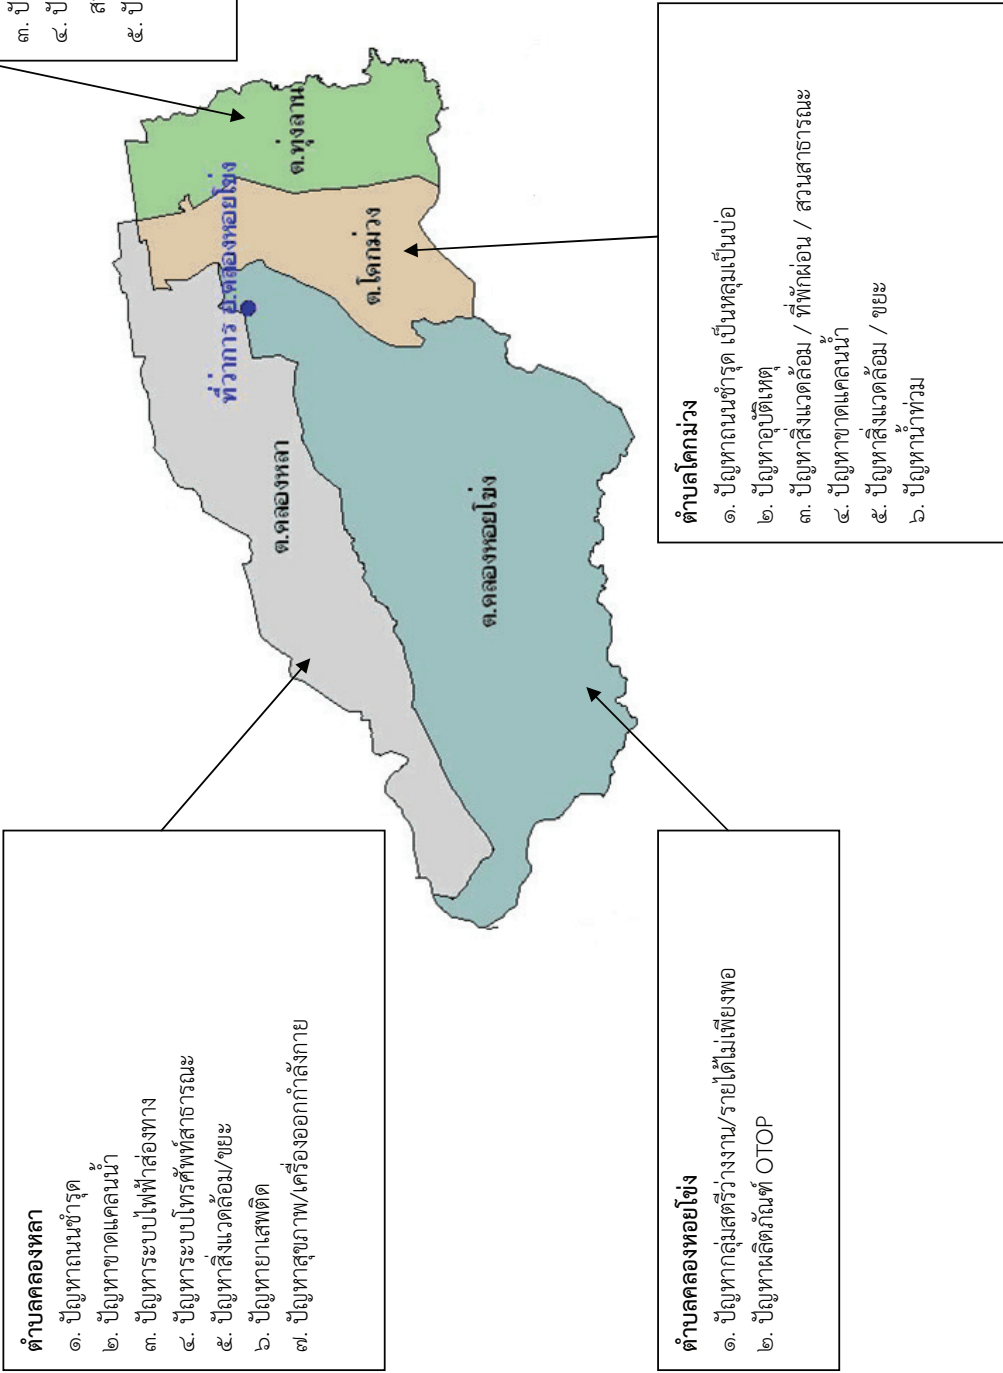 ตำบลคลองหลา
๑. ปัญหาถนนชำรุด
๒. ปัญหาขาดแคลนน้ำ
๓. ปัญหาระบบไฟฟ้าส่องทาง
๔. ปัญหาระบบโทรศัพท์สาธารณะ
๕. ปัญหาสิ่งแวดล้อม/ขยะ
๖. ปัญหายาเสพติด
๗. ปัญหาสุขภาพ/เครื่องออกกำลังกาย
๓. ปั
๔. ปั
ส
๕. ปั
ที่ว่าการ อ.คลองหอยโข่ง
ต.ทุ่งลาน
ต.คลองหลา
ต.โคกม่วง
ต.คลองหอยโข่ง
ตำบลคลองหอยโข่ง
๑. ปัญหากลุ่มสตรีว่างงาน/รายได้ไม่เพียงพอ
๒. ปัญหาผลิตภัณฑ์ OTOP
ตำบลโคกม่วง
๑. ปัญหาถนนชำรุด เป็นหลุมเป็นบ่อ
๒. ปัญหาอุบัติเหตุ
๓. ปัญหาสิ่งแวดล้อม / ที่พักผ่อน / สวนสาธารณะ
๔. ปัญหาขาดแคลนน้ำ
๕. ปัญหาสิ่งแวดล้อม / ขยะ
๖. ปัญหาน้ำท่วม